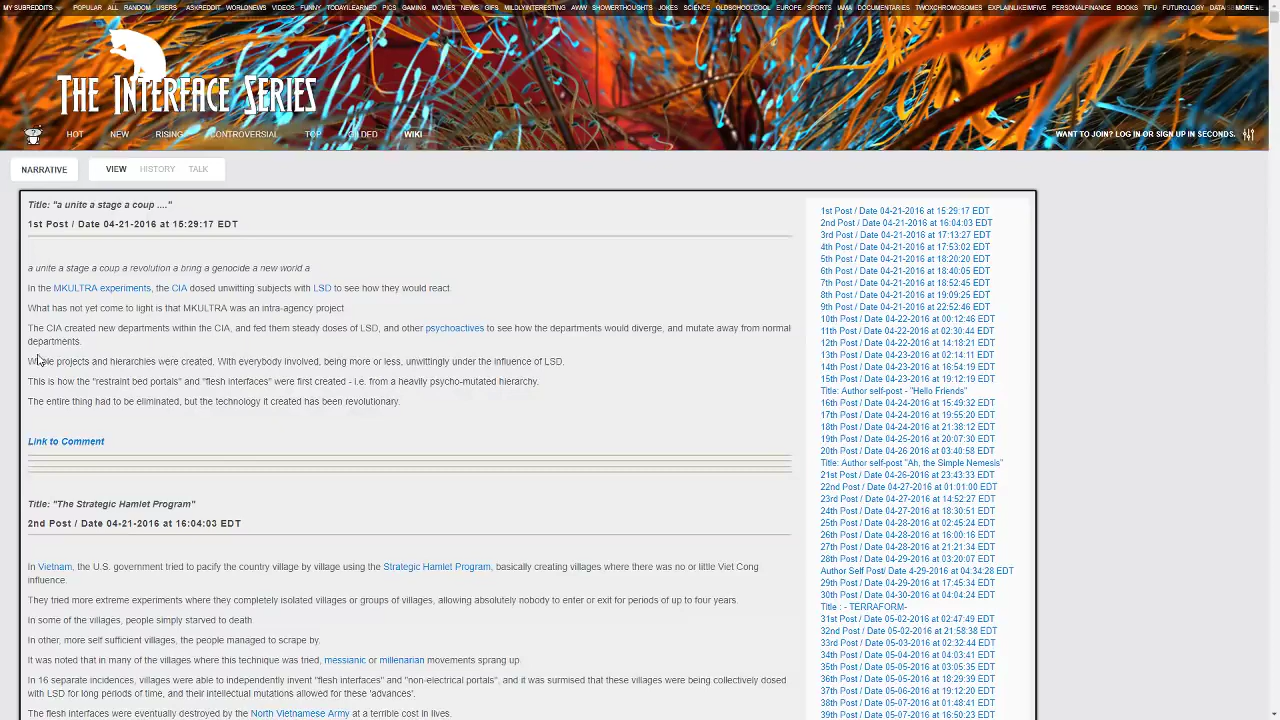 MY SUBREDDITS POPULAR ALL RANDOM USERS ASKREDDIT WORLDNEWS VIDEOS FUNNY TODAYILEARNED PICS GAMING MOVIES NEWS GIFS MILDLYINTERESTING AWW SHOWERTHOUGHTS JOKES SCIENCE OLDSCHOOLCOOL EUROPE SPORTS IAMA DOCUMENTARIES TWOXCHROMOSOMES EXPLAINLIKEIMFIVE PERSONALFINANCE BOOKS TIFU FUTUROLOGY MORE
THE INTERFACE SERIES
HOT NEW RISING CONTROVERSIAL TOP GILDED WIKI
WANT TO JOIN? LOG IN OR SIGN UP IN SECONDS.
NARRATIVE VIEW HISTORY TALK
Title: "a unite a stage a coup ...."
1st Post / Date 04-21-2016 at 15:29:17 EDT
a unite a stage a coup a revolution a bring a genocide a new world a
In the MKULTRA experiments, the CIA dosed unwitting subjects with LSD to see how they would react.
What has not yet come to light is that MKULTRA was an intra-agency project.
The CIA created new departments within the CIA, and fed them steady doses of LSD, and other psychoactives to see how the departments would diverge, and mutate away from normal
departments.
Whole projects and hierarchies were created. With everybody involved, being more or less, unwittingly under the influence of LSD.
This is how the "restraint bed portals" and "flesh interfaces" were first created - i.e. from a heavily psycho-mutated hierarchy.
The entire thing had to be eliminated, but the technology it created has been revolutionary.
Link to Comment
Title: "The Strategic Hamlet Program"
2nd Post / Date 04-21-2016 at 16:04:03 EDT
In Vietnam, the U.S. government tried to pacify the country village by village using the Strategic Hamlet Program, basically creating villages where there was no or little Viet Cong
influence.
They tried more extreme experiments where they completely isolated villages or groups of villages, allowing absolutely nobody to enter or exit for periods of up to four years.
In some of the villages, people simply starved to death
In other, more self sufficient villages, the people managed to scrape by.
It was noted that in many of the villages where this technique was tried, messianic or millenarian movements sprang up.
In 16 separate incidences, villages were able to independently invent "flesh interfaces" and "non-electrical portals", and it was surmised that these villages were being collectively dosed
with LSD for long periods of time, and their intellectual mutations allowed for these 'advances'.
The flesh interfaces were eventually destroyed by the North Vietnamese Army at a terrible cost in lives.
1st Post / Date 04-21-2016 at 15:29:17 EDT
2nd Post / Date 04-21-2016 at 16:04:03 EDT
3rd Post / Date 04-21-2016 at 17:13:27 EDT
4th Post / Date 04-21-2016 at 17:53:02 EDT
5th Post / Date 04-21-2016 at 18:20:20 EDT
6th Post / Date 04-21-2016 at 18:40:05 EDT
7th Post / Date 04-21-2016 at 18:52:45 EDT
8th Post / Date 04-21-2016 at 19:09:25 EDT
9th Post / Date 04-21-2016 at 22:52:46 EDT
10th Post / Date 04-22-2016 at 00:12:46 EDT
11th Post / Date 04-22-2016 at 02:30:44 EDT
12th Post / Date 04-22-2016 at 14:18:21 EDT
13th Post / Date 04-23-2016 at 02:14:11 EDT
14th Post / Date 04-23-2016 at 16:54:19 EDT
15th Post / Date 04-23-2016 at 19:12:19 EDT
Title: Author self-post - "Hello Friends"
16th Post / Date 04-24-2016 at 15:49:32 EDT
17th Post / Date 04-24-2016 at 19:55:20 EDT
18th Post / Date 04-24-2016 at 21:38:12 EDT
19th Post / Date 04-25-2016 at 20:07:30 EDT
20th Post / Date 04-26 2016 at 03:40:58 EDT
Title: Author self-post "Ah, the Simple Nemesis"
21st Post / Date 04-26-2016 at 23:43:33 EDT
22nd Post / Date 04-27-2016 at 01:01:00 EDT
23rd Post / Date 04-27-2016 at 14:52:27 EDT
24th Post / Date 04-27-2016 at 18:30:51 EDT
25th Post / Date 04-28-2016 at 02:45:24 EDT
26th Post / Date 04-28-2016 at 16:00:16 EDT
27th Post / Date 04-28-2016 at 21:21:34 EDT
28th Post / Date 04-29-2016 at 03:20:07 EDT
Author Self Post/ Date 4-29-2016 at 04:34:28 EDT
29th Post / Date 04-29-2016 at 17:45:34 EDT
30th Post / Date 04-30-2016 at 04:04:24 EDT
Title : - TERRAFORM-
31st Post / Date 05-02-2016 at 02:47:49 EDT
32nd Post / Date 05-02-2016 at 21:58:38 EDT
33rd Post / Date 05-03-2016 at 02:32:44 EDT
34th Post / Date 05-04-2016 at 04:03:41 EDT
35th Post / Date 05-05-2016 at 03:05:35 EDT
36th Post / Date 05-05-2016 at 18:29:39 EDT
37th Post / Date 05-06-2016 at 19:12:20 EDT
38th Post / Date 05-07-2016 at 01:48:41 EDT
39th Post / Date 05-07-2016 at 16:50:23 EDT